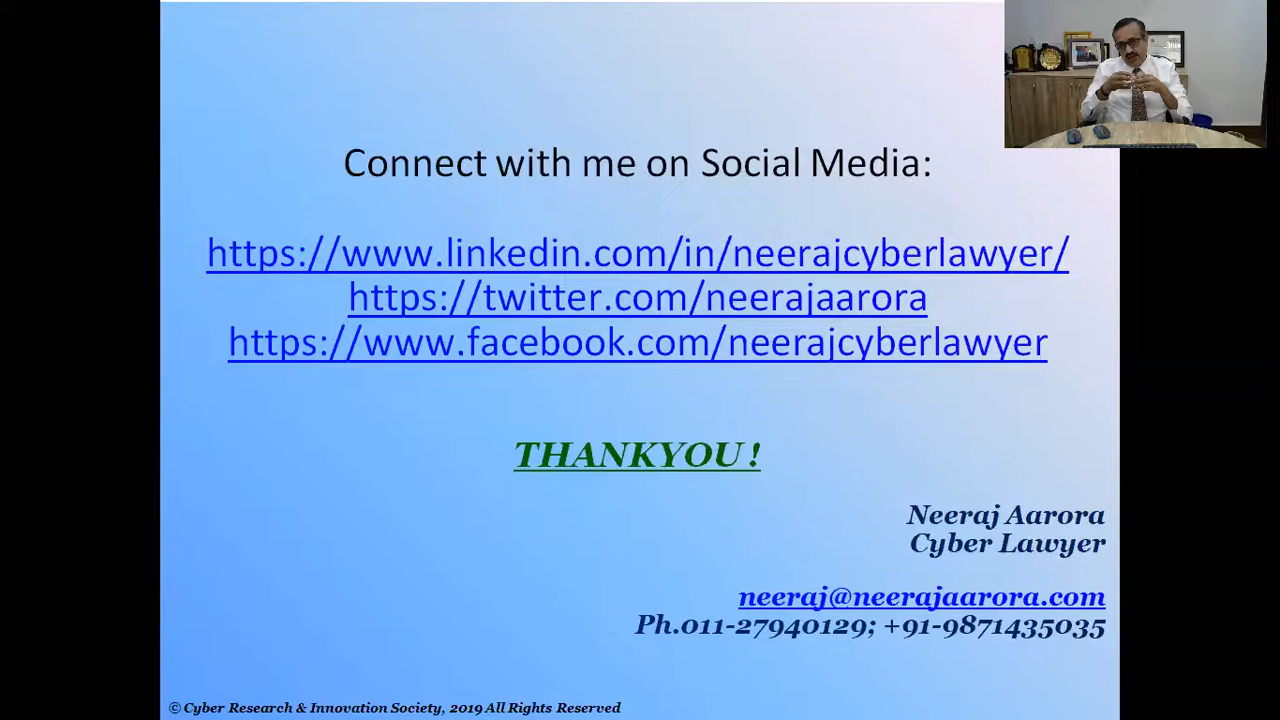 Connect with me on Social Media:
https://www.linkedin.com/in/neerajcyberlawyer/
https://twitter.com/neerajaarora
https://www.facebook.com/neerajcyberlawyer
THANKYOU!
Neeraj Aarora
Cyber Lawyer
neeraj@neerajaarora.com
Ph.011-27940129; +91-9871435035
© Cyber Research & Innovation Society, 2019 All Rights Reserved